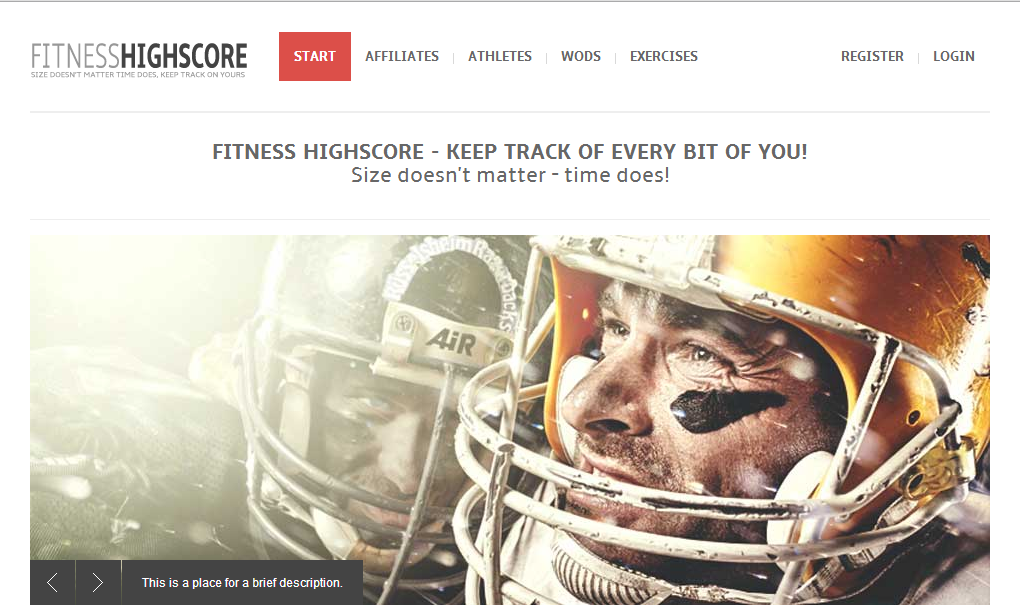 FITNESSHIGHSCORE
SIZE DOESN'T MATTER TIME DOES, KEEP TRACK ON YOURS
START AFFILIATES ATHLETES WODS EXERCISES REGISTER LOGIN
FITNESS HIGHSCORE - KEEP TRACK OF EVERY BIT OF YOU!
Size doesn't matter - time does!
Rüsselsheim Razorbacks
AiR
This is a place for a brief description.